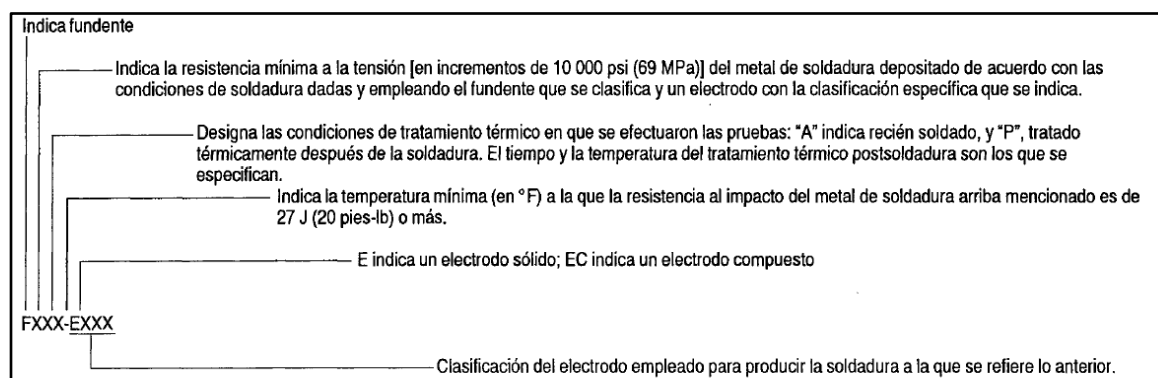 Indica fundente
Indica la resistencia mínima a la tensión [en incrementos de 10 000 psi (69 MPa)] del metal de soldadura depositado de acuerdo con las
condiciones de soldadura dadas y empleando el fundente que se clasifica y un electrodo con la clasificación específica que se indica.
Designa las condiciones de tratamiento térmico en que se efectuaron las pruebas: "A" indica recién soldado, y "P", tratado
térmicamente después de la soldadura. El tiempo y la temperatura del tratamiento térmico postsoldadura son los que se
especifican.
Indica la temperatura mínima (en °F) a la que la resistencia al impacto del metal de soldadura arriba mencionado es de
27 J (20 pies-lb) o más.
E indica un electrodo sólido; EC indica un electrodo compuesto
FXXX-EXXX
Clasificación del electrodo empleado para producir la soldadura a la que se refiere lo anterior.